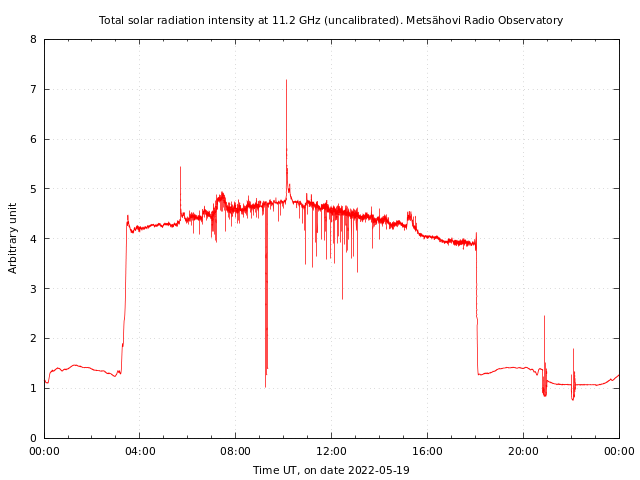 Total solar radiation intensity at 11.2 GHz (uncalibrated). Metsähovi Radio Observatory
8
7
6
5
4
3
2
1
0
Arbitrary unit
00:00 04:00 08:00 12:00 16:00 20:00 00:00
Time UT, on date 2022-05-19